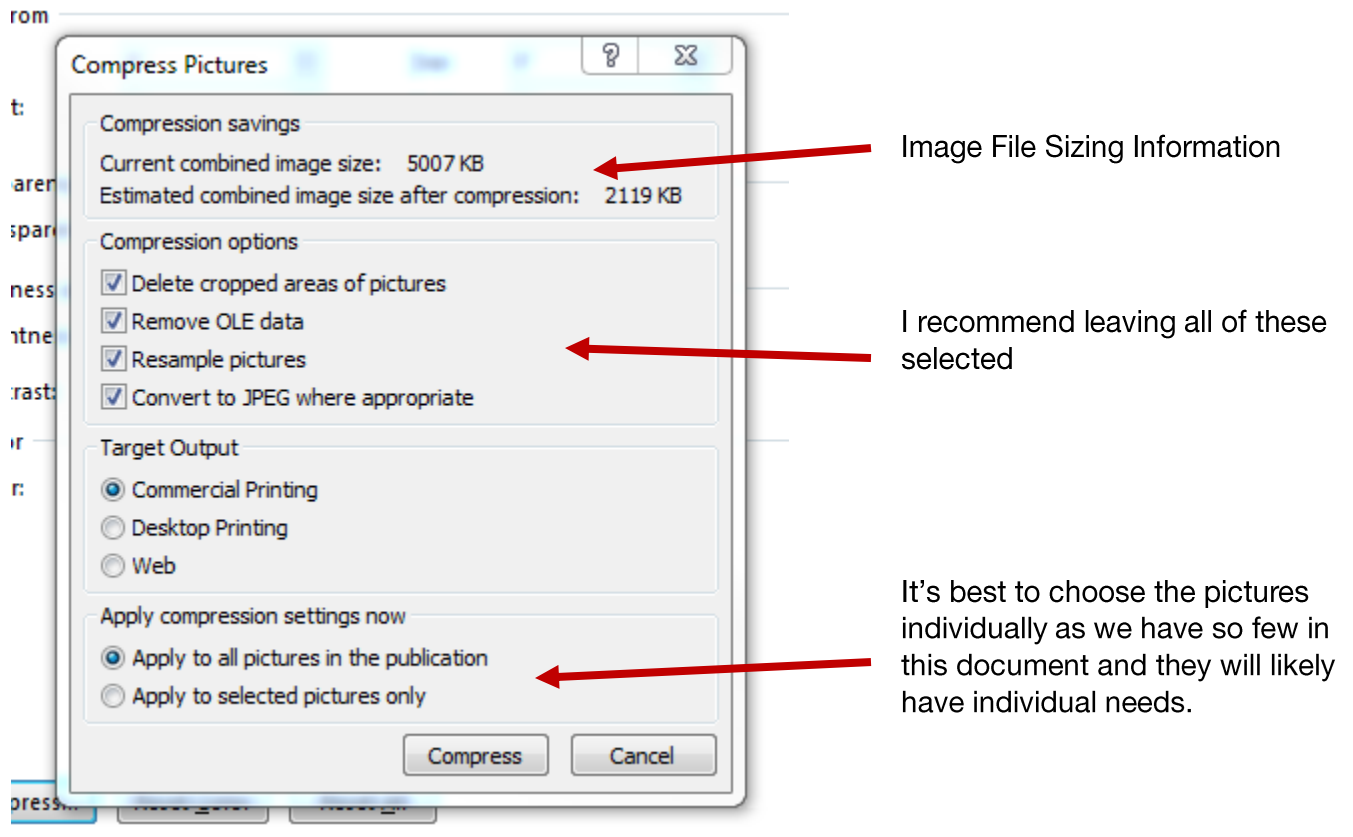 rom
Compress Pictures
t:
Compression savings
Current combined image size: 5007 KB
Estimated combined image size after compression: 2119 KB
Image File Sizing Information
Compression options
Delete cropped areas of pictures
Remove OLE data
Resample pictures
Convert to JPEG where appropriate
I recommend leaving all of these
selected
Target Output
Commercial Printing
Desktop Printing
Web
r:
Apply compression settings now
Apply to all pictures in the publication
Apply to selected pictures only
It's best to choose the pictures
individually as we have so few in
this document and they will likely
have individual needs.
Compress
Cancel